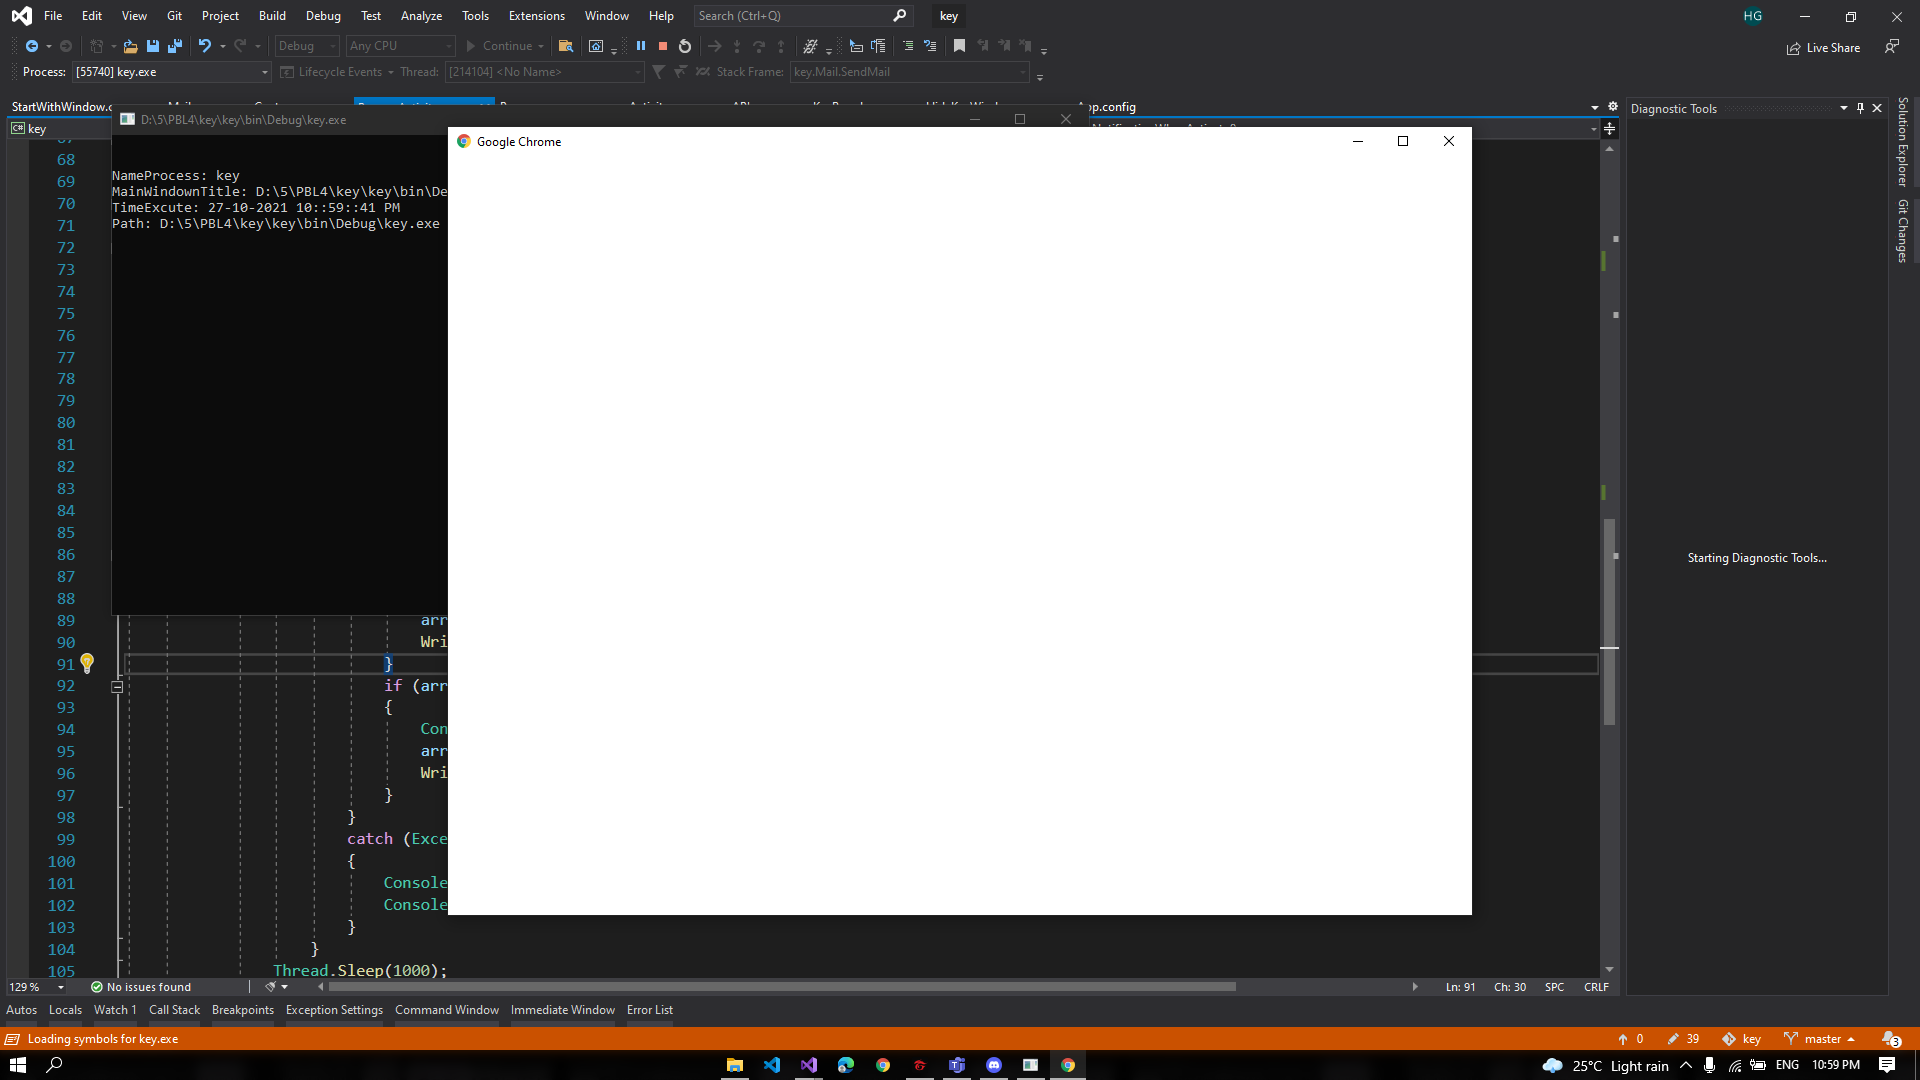 File Edit View Git Project Build Debug Test Analyze Tools Extensions Window Help Search (Ctrl+Q) key HG
Debug Any CPU Continue Live Share
Process: [55740] key.exe Lifecycle Events Thread: [214104] <No Name> Stack Frame: key.Mail.SendMail
StartWithWindow.c App.config Diagnostic Tools
key D:\5\PBL4\key\key\bin\Debug\key.exe
Google Chrome
Solution Explorer
Git Changes
NameProcess: key
MainWindownTitle: D:\5\PBL4\key\key\bin\De
TimeExcute: 27-10-2021 10::59::41 PM
Path: D:\5\PBL4\key\key\bin\Debug\key.exe
68
69
70
71
72
73
74
75
76
77
78
79
80
81
82
83
84
85
86
87
88
89 arr
90 Wri
91 }
92 if (arr
93 {
94 Con
95 arr
96 Wri
97 }
98 }
99 catch (Exce
100 {
101 Console
102 Console
103 }
104 }
105 Thread.Sleep(1000);
Starting Diagnostic Tools...
129 % No issues found Ln: 91 Ch: 30 SPC CRLF
Autos Locals Watch 1 Call Stack Breakpoints Exception Settings Command Window Immediate Window Error List
Loading symbols for key.exe 0 39 key master 3
25°C Light rain ENG 10:59 PM